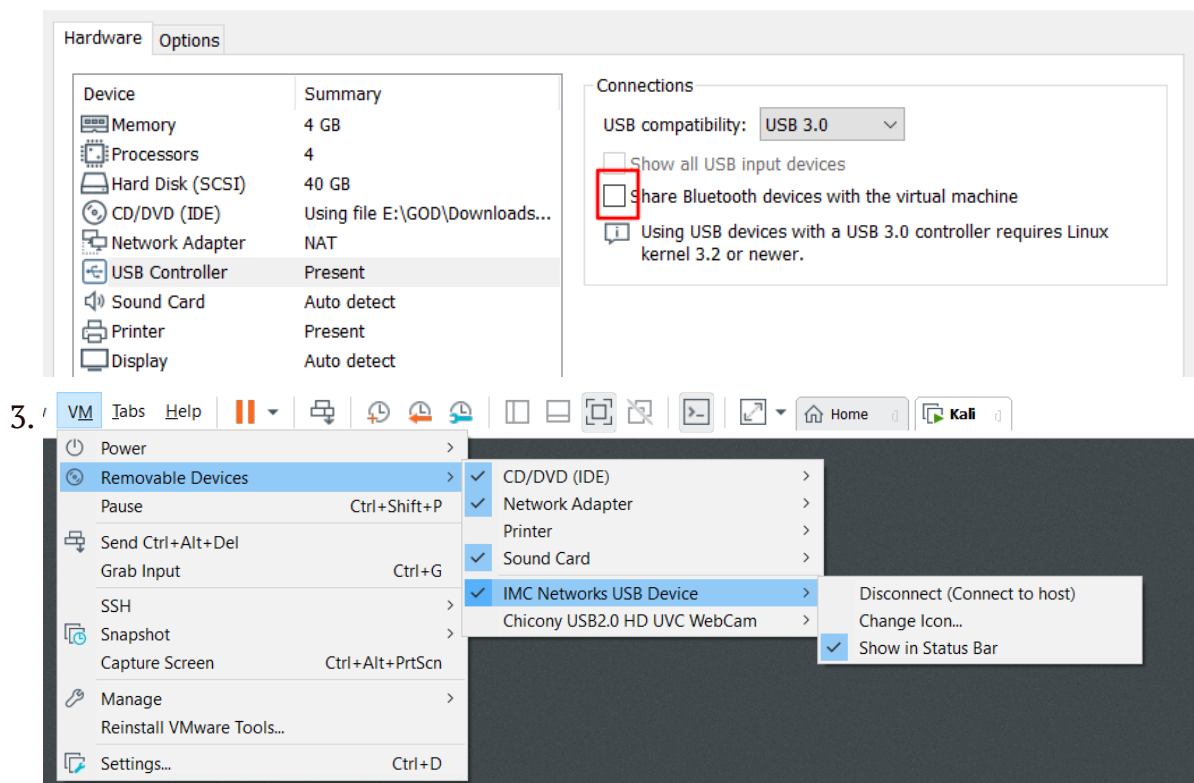 Hardware Options
Device Summary
Memory 4 GB
Processors 4
Hard Disk (SCSI) 40 GB
CD/DVD (IDE) Using file E:\GOD\Downloads...
Network Adapter NAT
USB Controller Present
Sound Card Auto detect
Printer Present
Display Auto detect
Connections
USB compatibility: USB 3.0
Show all USB input devices
Share Bluetooth devices with the virtual machine
Using USB devices with a USB 3.0 controller requires Linux
kernel 3.2 or newer.
3. VM Tabs Help Home Kali
Power
Removable Devices
Pause Ctrl+Shift+P
Send Ctrl+Alt+Del
Grab Input Ctrl+G
SSH
Snapshot
Capture Screen Ctrl+Alt+PrtScn
Manage
Reinstall VMware Tools...
Settings... Ctrl+D
CD/DVD (IDE)
Network Adapter
Printer
Sound Card
IMC Networks USB Device
Chicony USB2.0 HD UVC WebCam
Disconnect (Connect to host)
Change Icon...
Show in Status Bar